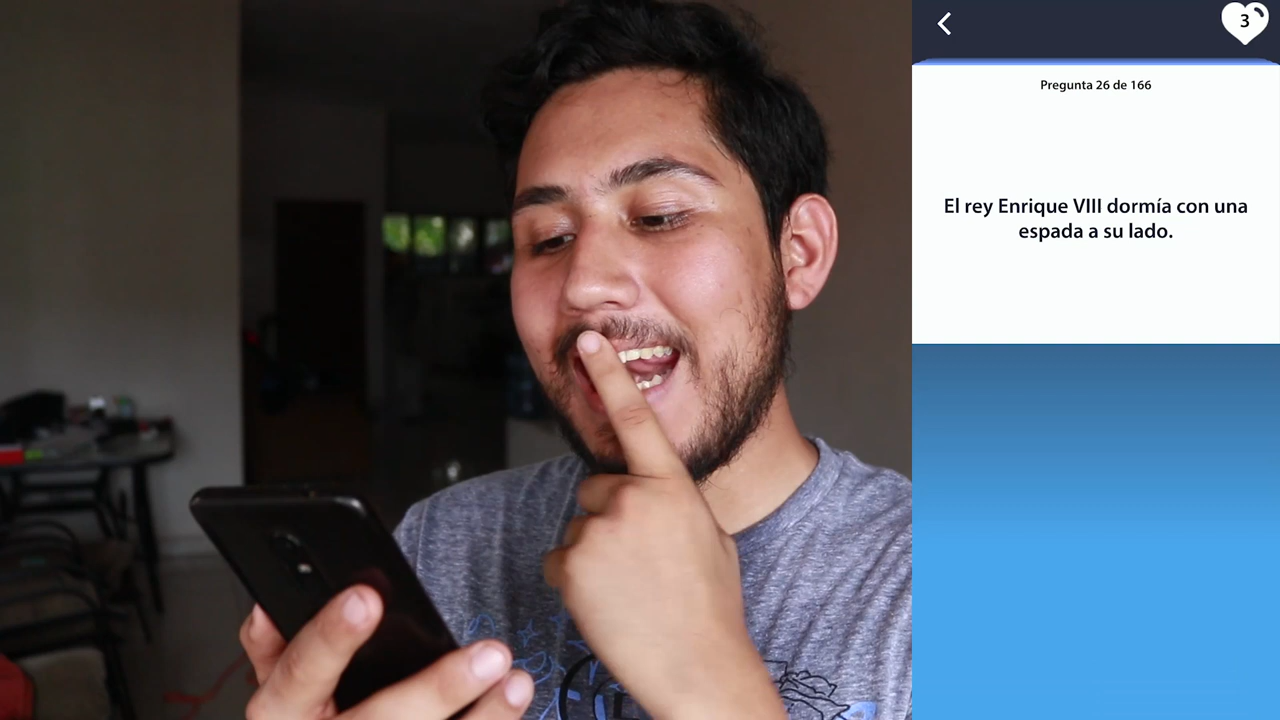 3
Pregunta 26 de 166
El rey Enrique VIII dormía con una
espada a su lado.